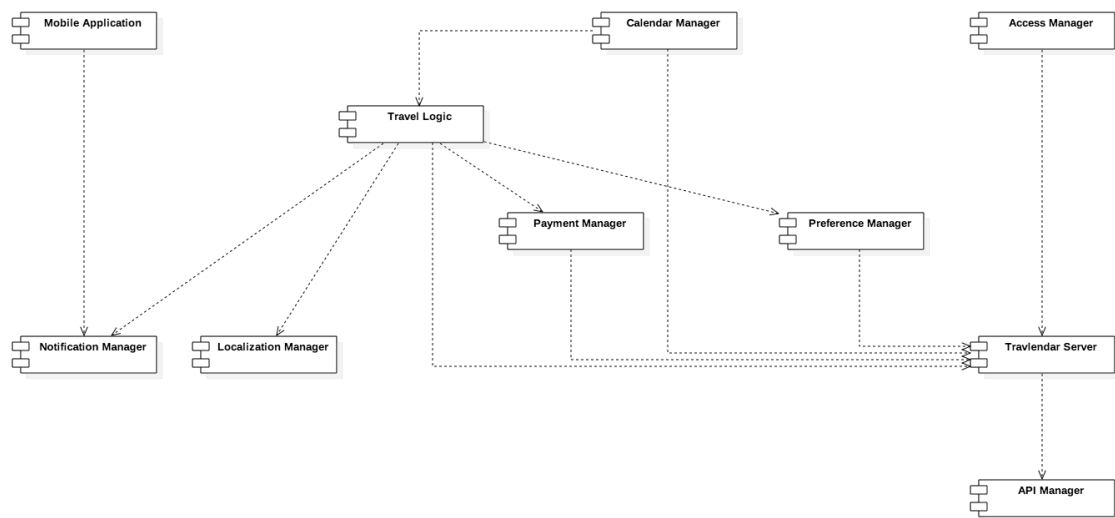 Mobile Application
Calendar Manager
Access Manager
Travel Logic
Payment Manager
Preference Manager
Notification Manager
Localization Manager
Travlendar Server
API Manager